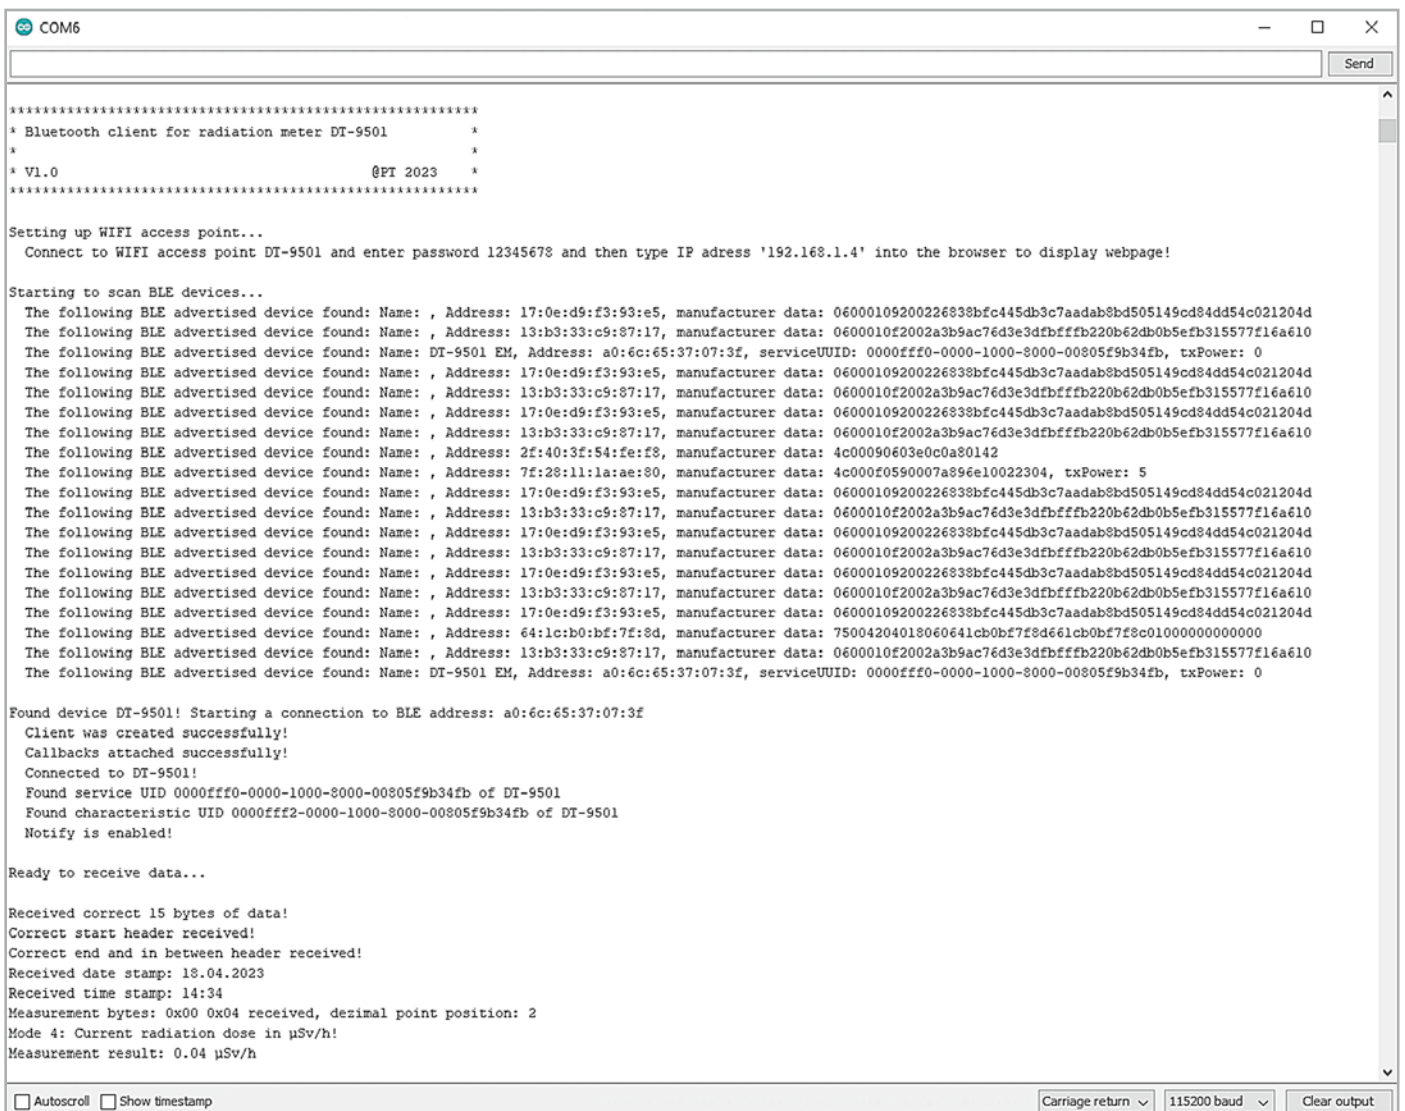 COM6
Send
*********************************************************
* Bluetooth client for radiation meter DT-9501          *
*                                                       *
* V1.0                                      @PT 2023    *
*********************************************************
Setting up WIFI access point...
Connect to WIFI access point DT-9501 and enter password 12345678 and then type IP adress '192.168.1.4' into the browser to display webpage!
Starting to scan BLE devices...
The following BLE advertised device found: Name: , Address: 17:0e:d9:f3:93:e5, manufacturer data: 06000109200226838bfc445db3c7aadab8bd505149cd84dd54c021204d
The following BLE advertised device found: Name: , Address: 13:b3:33:c9:87:17, manufacturer data: 0600010f2002a3b9ac76d3e3dfbfffb220b62db0b5efb315577f16a610
The following BLE advertised device found: Name: DT-9501 EM, Address: a0:6c:65:37:07:3f, serviceUUID: 0000fff0-0000-1000-8000-00805f9b34fb, txPower: 0
The following BLE advertised device found: Name: , Address: 17:0e:d9:f3:93:e5, manufacturer data: 06000109200226838bfc445db3c7aadab8bd505149cd84dd54c021204d
The following BLE advertised device found: Name: , Address: 13:b3:33:c9:87:17, manufacturer data: 0600010f2002a3b9ac76d3e3dfbfffb220b62db0b5efb315577f16a610
The following BLE advertised device found: Name: , Address: 17:0e:d9:f3:93:e5, manufacturer data: 06000109200226838bfc445db3c7aadab8bd505149cd84dd54c021204d
The following BLE advertised device found: Name: , Address: 13:b3:33:c9:87:17, manufacturer data: 0600010f2002a3b9ac76d3e3dfbfffb220b62db0b5efb315577f16a610
The following BLE advertised device found: Name: , Address: 2f:40:3f:54:fe:f8, manufacturer data: 4c00090603e0c0a80142
The following BLE advertised device found: Name: , Address: 7f:28:11:1a:ae:80, manufacturer data: 4c000f0590007a896e10022304, txPower: 5
The following BLE advertised device found: Name: , Address: 17:0e:d9:f3:93:e5, manufacturer data: 06000109200226838bfc445db3c7aadab8bd505149cd84dd54c021204d
The following BLE advertised device found: Name: , Address: 13:b3:33:c9:87:17, manufacturer data: 0600010f2002a3b9ac76d3e3dfbfffb220b62db0b5efb315577f16a610
The following BLE advertised device found: Name: , Address: 17:0e:d9:f3:93:e5, manufacturer data: 06000109200226838bfc445db3c7aadab8bd505149cd84dd54c021204d
The following BLE advertised device found: Name: , Address: 13:b3:33:c9:87:17, manufacturer data: 0600010f2002a3b9ac76d3e3dfbfffb220b62db0b5efb315577f16a610
The following BLE advertised device found: Name: , Address: 17:0e:d9:f3:93:e5, manufacturer data: 06000109200226838bfc445db3c7aadab8bd505149cd84dd54c021204d
The following BLE advertised device found: Name: , Address: 13:b3:33:c9:87:17, manufacturer data: 0600010f2002a3b9ac76d3e3dfbfffb220b62db0b5efb315577f16a610
The following BLE advertised device found: Name: , Address: 17:0e:d9:f3:93:e5, manufacturer data: 06000109200226838bfc445db3c7aadab8bd505149cd84dd54c021204d
The following BLE advertised device found: Name: , Address: 64:1c:b0:bf:7f:8d, manufacturer data: 75004204018060641cb0bf7f8d661cb0bf7f8c01000000000000
The following BLE advertised device found: Name: , Address: 13:b3:33:c9:87:17, manufacturer data: 0600010f2002a3b9ac76d3e3dfbfffb220b62db0b5efb315577f16a610
The following BLE advertised device found: Name: DT-9501 EM, Address: a0:6c:65:37:07:3f, serviceUUID: 0000fff0-0000-1000-8000-00805f9b34fb, txPower: 0
Found device DT-9501! Starting a connection to BLE address: a0:6c:65:37:07:3f
Client was created successfully!
Callbacks attached successfully!
Connected to DT-9501!
Found service UID 0000fff0-0000-1000-8000-00805f9b34fb of DT-9501
Found characteristic UID 0000fff2-0000-1000-8000-00805f9b34fb of DT-9501
Notify is enabled!
Ready to receive data...
Received correct 15 bytes of data!
Correct start header received!
Correct end and in between header received!
Received date stamp: 18.04.2023
Received time stamp: 14:34
Measurement bytes: 0x00 0x04 received, dezimal point position: 2
Mode 4: Current radiation dose in µSv/h!
Measurement result: 0.04 µSv/h
Autoscroll Show timestamp Carriage return 115200 baud Clear output